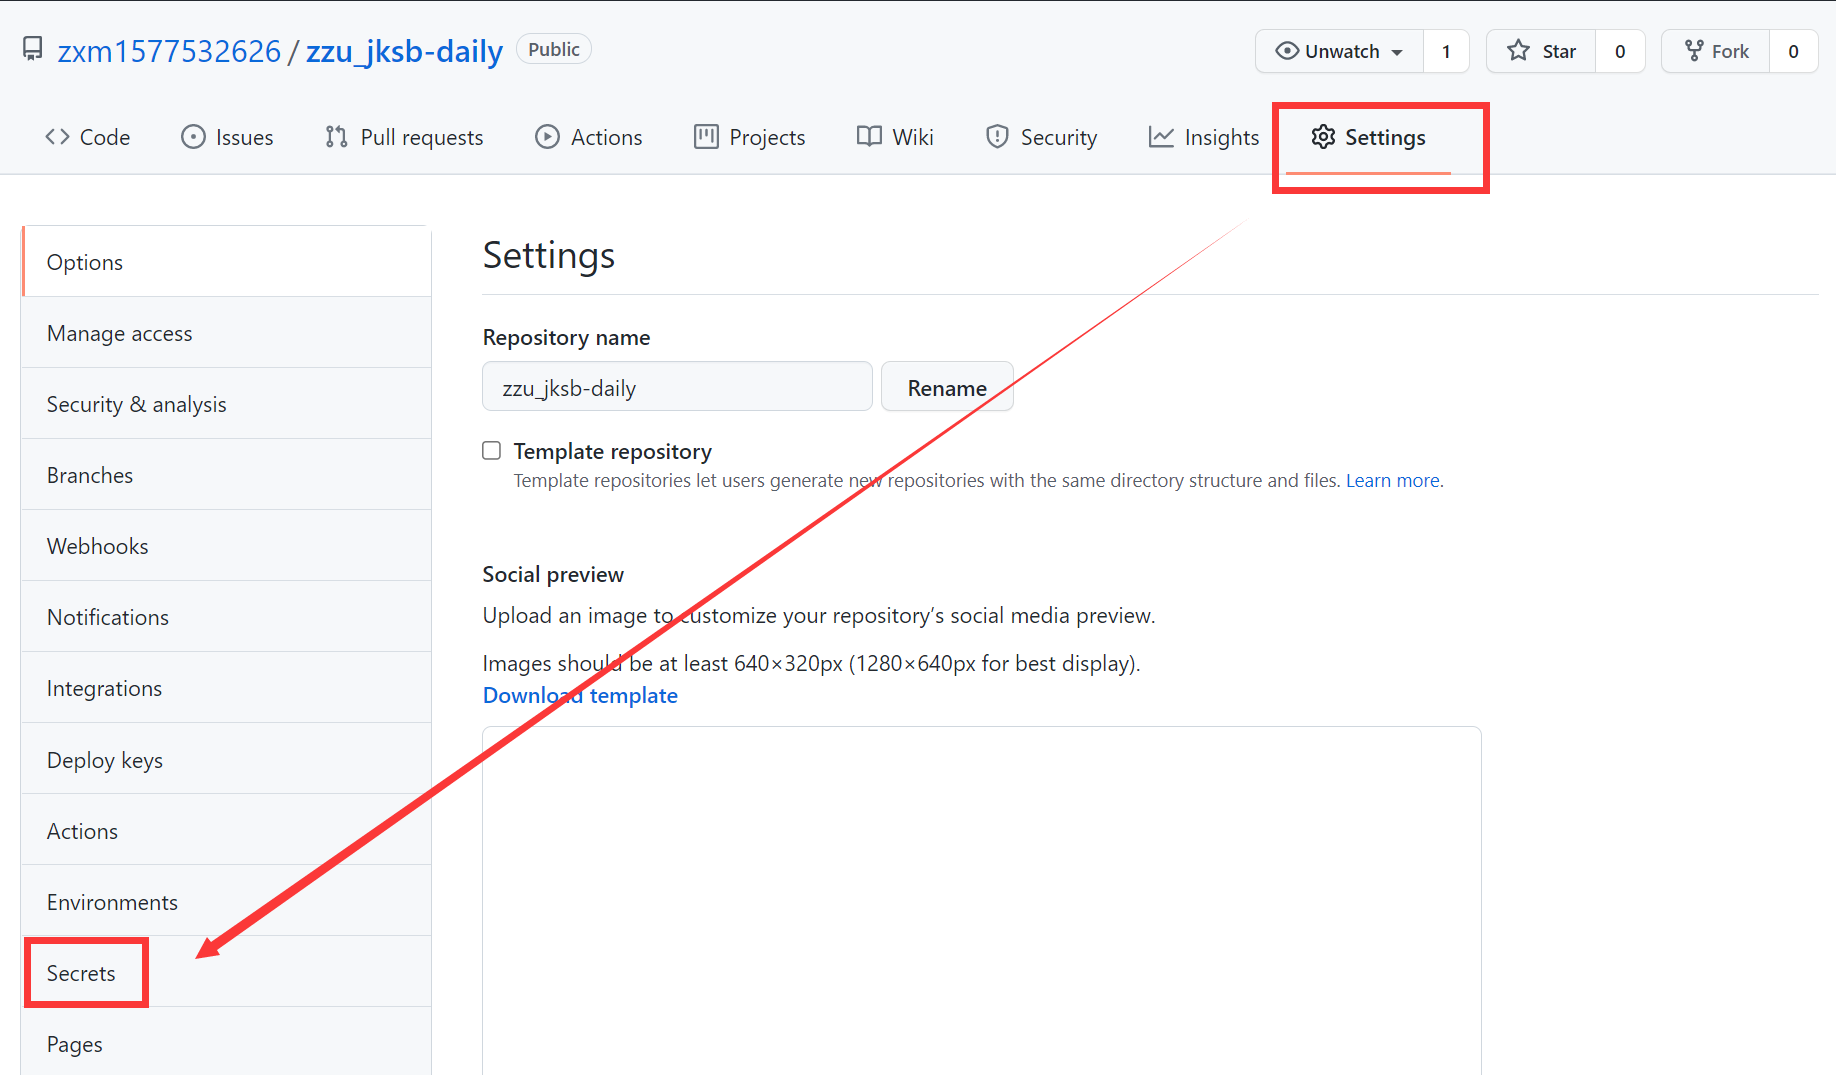 zxm1577532626 / zzu_jksb-daily Public
Unwatch 1 Star 0 Fork 0
Code Issues Pull requests Actions Projects Wiki Security Insights Settings
Options
Manage access
Security & analysis
Branches
Webhooks
Notifications
Integrations
Deploy keys
Actions
Environments
Secrets
Pages
Settings
Repository name
zzu_jksb-daily Rename
Template repository
Template repositories let users generate new repositories with the same directory structure and files. Learn more.
Social preview
Upload an image to customize your repository’s social media preview.
Images should be at least 640×320px (1280×640px for best display).
Download template